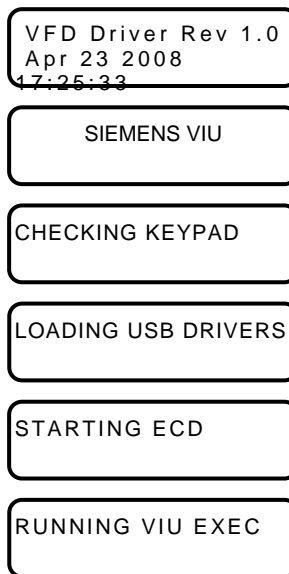 VFD Driver Rev 1.0
Apr 23 2008
17:25:33
SIEMENS VIU
CHECKING KEYPAD
LOADING USB DRIVERS
STARTING ECD
RUNNING VIU EXEC